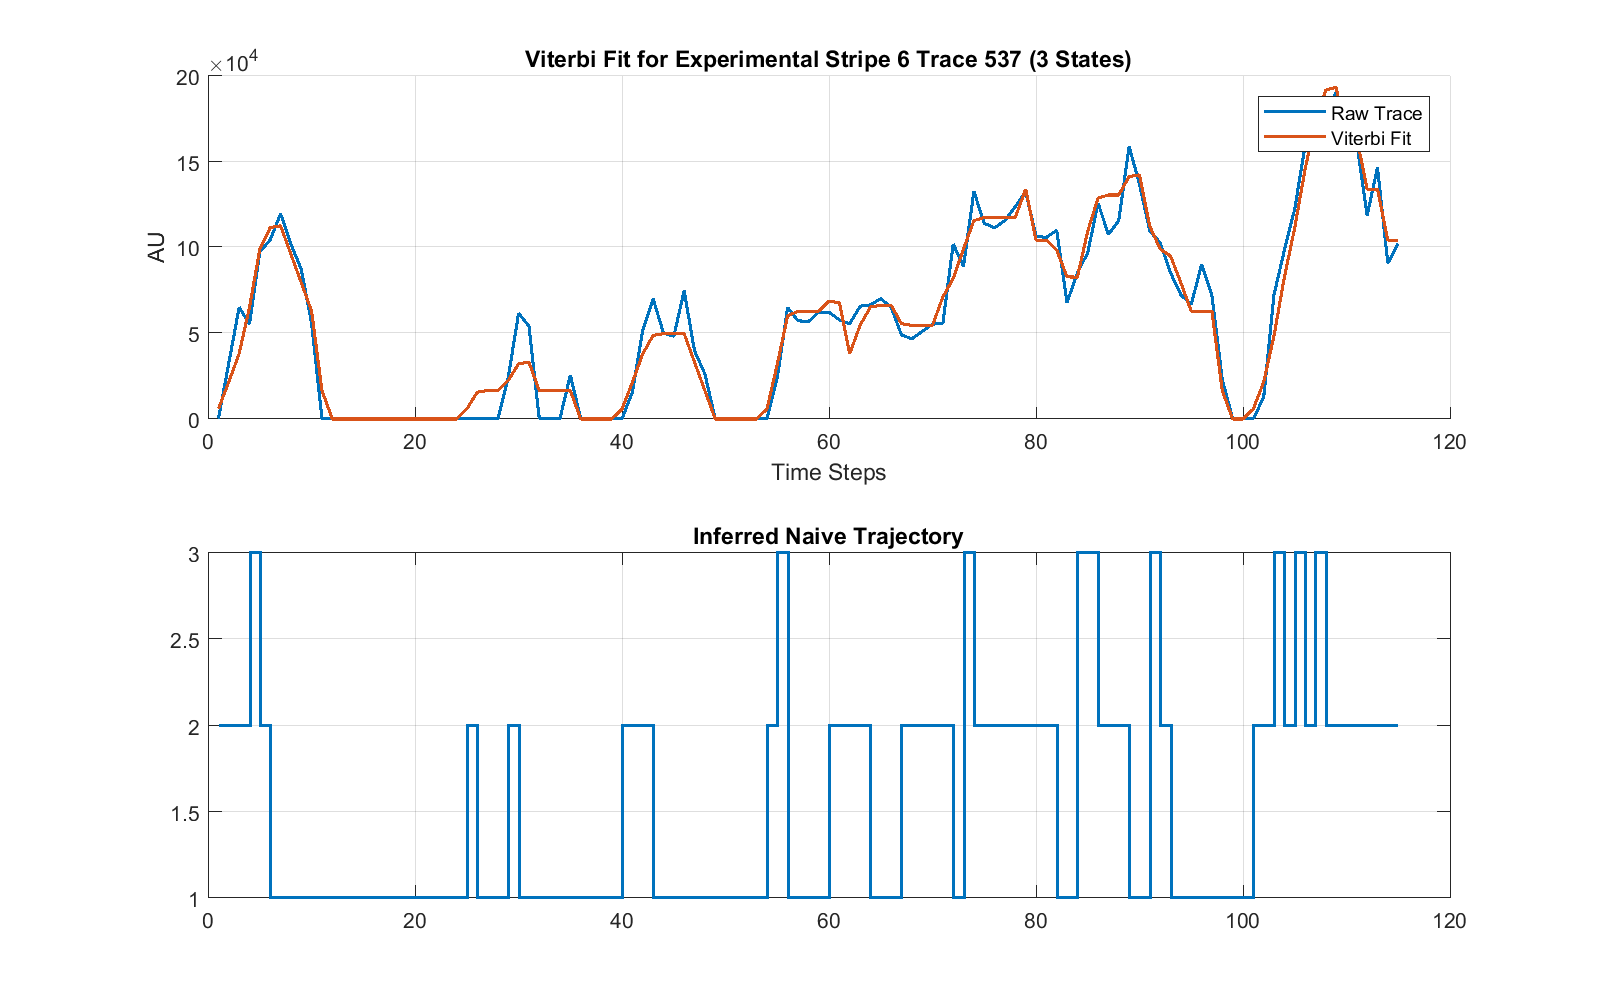 Viterbi Fit for Experimental Stripe 6 Trace 537 (3 States)
×10⁴
20
15
10
5
0
AU
Raw Trace
Viterbi Fit
0 20 40 60 80 100 120
Time Steps
Inferred Naive Trajectory
3
2.5
2
1.5
1
0 20 40 60 80 100 120